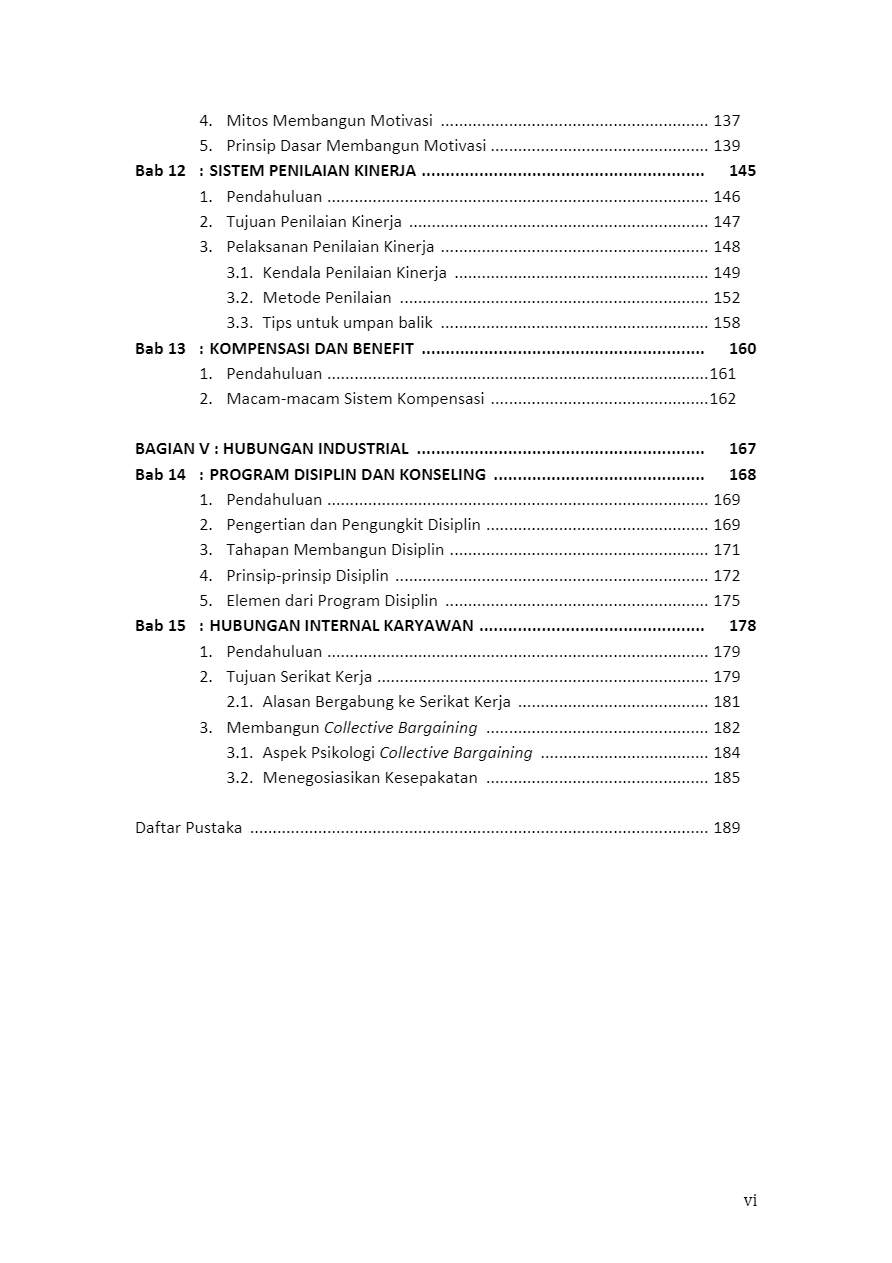 4. Mitos Membangun Motivasi ........................................................... 137
5. Prinsip Dasar Membangun Motivasi ................................................ 139
Bab 12 : SISTEM PENILAIAN KINERJA ........................................................... 145
1. Pendahuluan .................................................................................... 146
2. Tujuan Penilaian Kinerja .................................................................. 147
3. Pelaksanan Penilaian Kinerja ........................................................... 148
3.1. Kendala Penilaian Kinerja ........................................................ 149
3.2. Metode Penilaian .................................................................... 152
3.3. Tips untuk umpan balik ........................................................... 158
Bab 13 : KOMPENSASI DAN BENEFIT ........................................................... 160
1. Pendahuluan ....................................................................................161
2. Macam-macam Sistem Kompensasi ................................................162
BAGIAN V : HUBUNGAN INDUSTRIAL ............................................................ 167
Bab 14 : PROGRAM DISIPLIN DAN KONSELING ............................................ 168
1. Pendahuluan .................................................................................... 169
2. Pengertian dan Pengungkit Disiplin ................................................. 169
3. Tahapan Membangun Disiplin ......................................................... 171
4. Prinsip-prinsip Disiplin ..................................................................... 172
5. Elemen dari Program Disiplin .......................................................... 175
Bab 15 : HUBUNGAN INTERNAL KARYAWAN ............................................... 178
1. Pendahuluan .................................................................................... 179
2. Tujuan Serikat Kerja ......................................................................... 179
2.1. Alasan Bergabung ke Serikat Kerja .......................................... 181
3. Membangun Collective Bargaining ................................................. 182
3.1. Aspek Psikologi Collective Bargaining ..................................... 184
3.2. Menegosiasikan Kesepakatan ................................................. 185
Daftar Pustaka ..................................................................................................... 189
vi